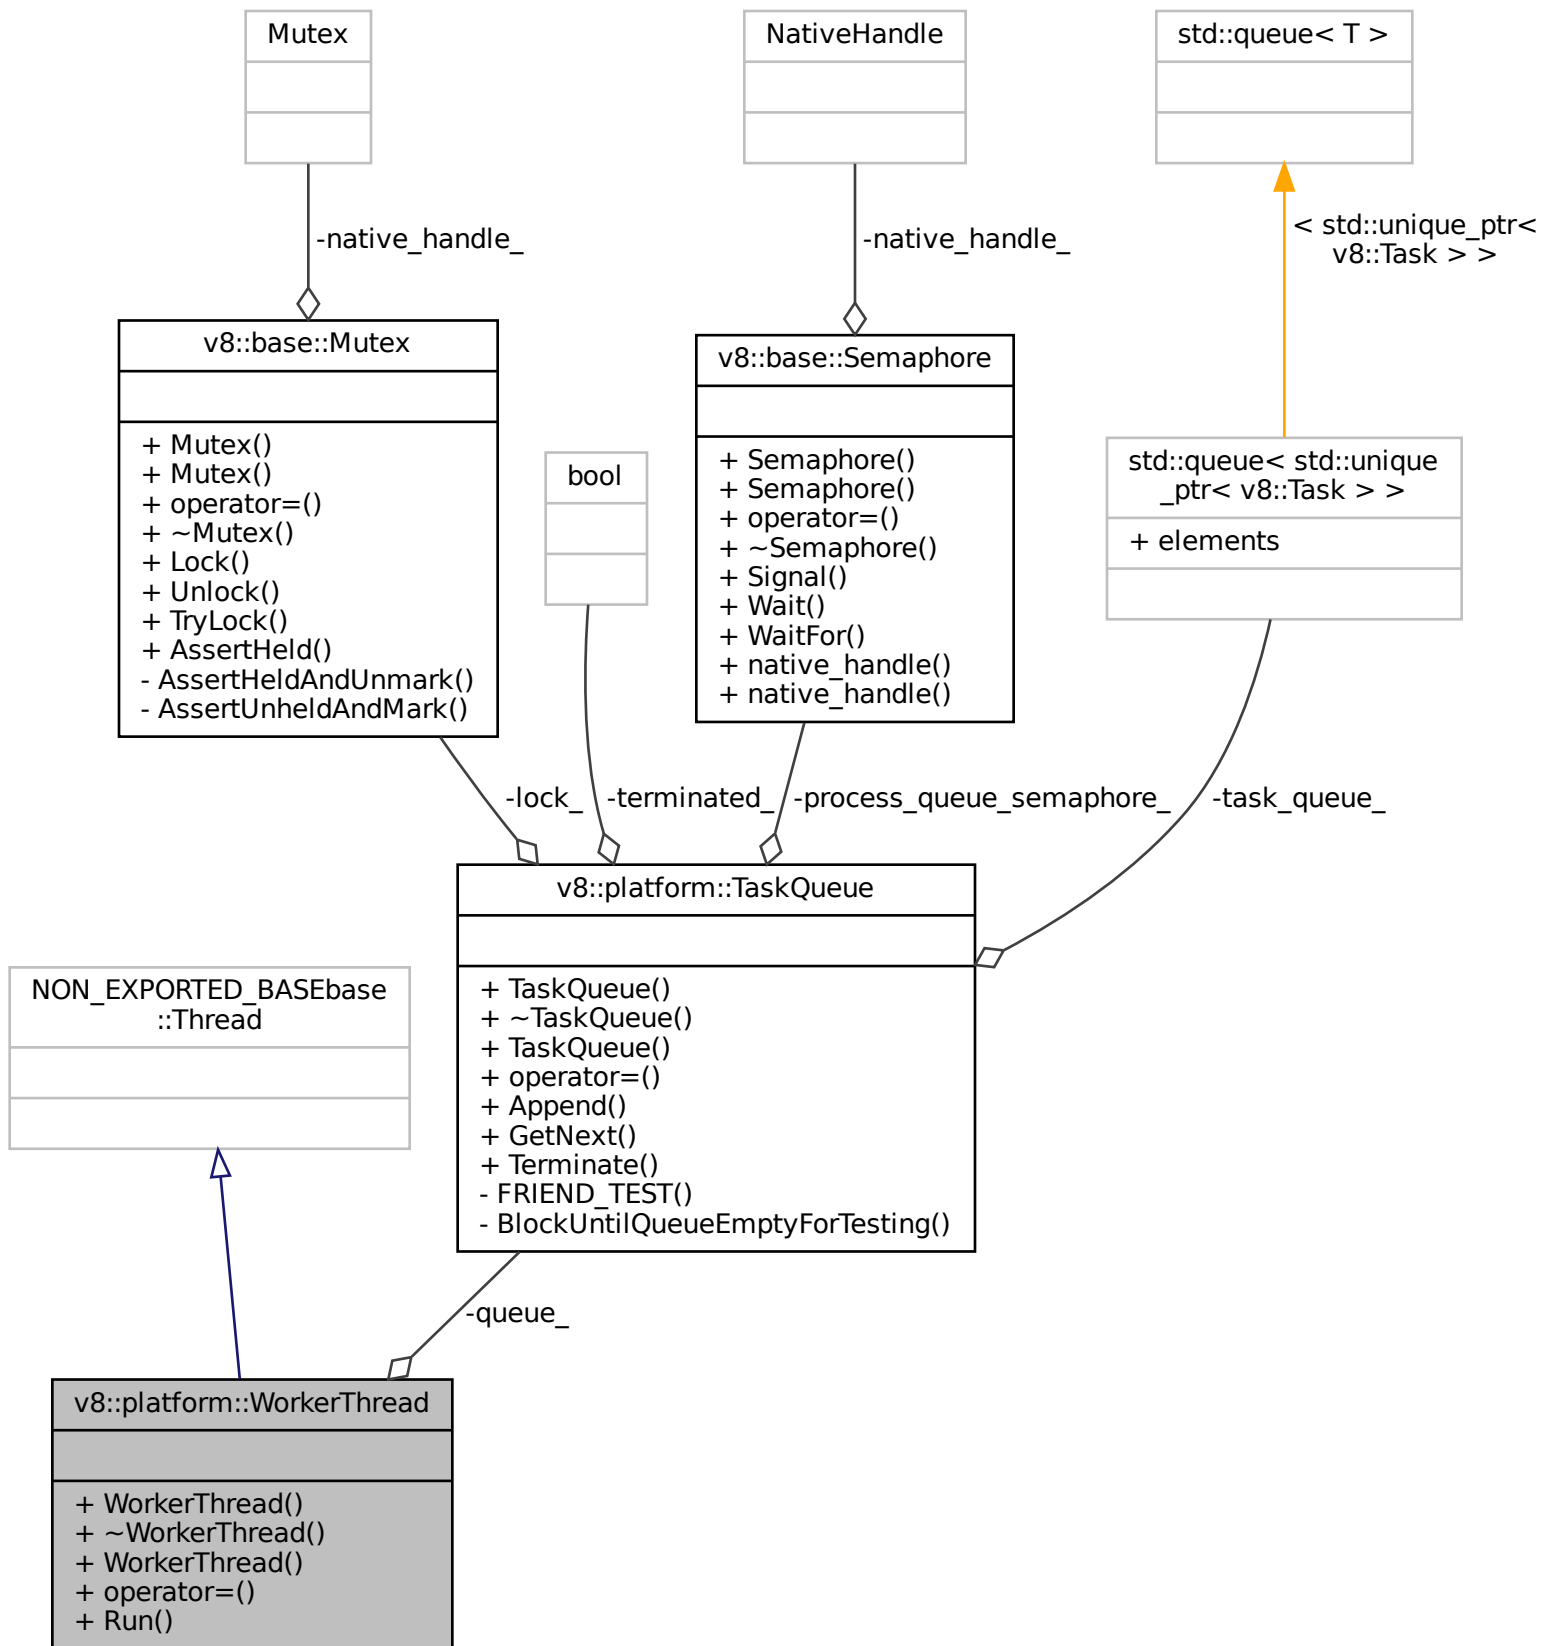 Mutex
NativeHandle
std::queue< T >
-native_handle_
-native_handle_
< std::unique_ptr<
v8::Task > >
v8::base::Mutex
+ Mutex()
+ Mutex()
+ operator=()
+ ~Mutex()
+ Lock()
+ Unlock()
+ TryLock()
+ AssertHeld()
- AssertHeldAndUnmark()
- AssertUnheldAndMark()
bool
v8::base::Semaphore
+ Semaphore()
+ Semaphore()
+ operator=()
+ ~Semaphore()
+ Signal()
+ Wait()
+ WaitFor()
+ native_handle()
+ native_handle()
std::queue< std::unique
_ptr< v8::Task > >
+ elements
-lock_
-terminated_
-process_queue_semaphore_
-task_queue_
v8::platform::TaskQueue
+ TaskQueue()
+ ~TaskQueue()
+ TaskQueue()
+ operator=()
+ Append()
+ GetNext()
+ Terminate()
- FRIEND_TEST()
- BlockUntilQueueEmptyForTesting()
NON_EXPORTED_BASEbase
::Thread
-queue_
v8::platform::WorkerThread
+ WorkerThread()
+ ~WorkerThread()
+ WorkerThread()
+ operator=()
+ Run()